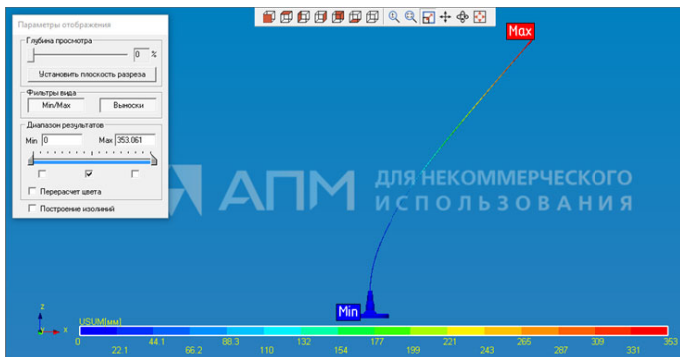 Параметры отображения
Глубина просмотра
0 %
Установить плоскость разреза
Фильтры вида
Min/Max Выноски
Диапазон результатов
Min 0 Max 353.061
Перерасчет цвета
Построение изолиний
Max
АПМ
ДЛЯ НЕКОММЕРЧЕСКОГО
ИСПОЛЬЗОВАНИЯ
Min
z
y x
USUM[мм]
0 44.1 88.3 132 177 221 265 309 353
22.1 66.2 110 154 199 243 287 331